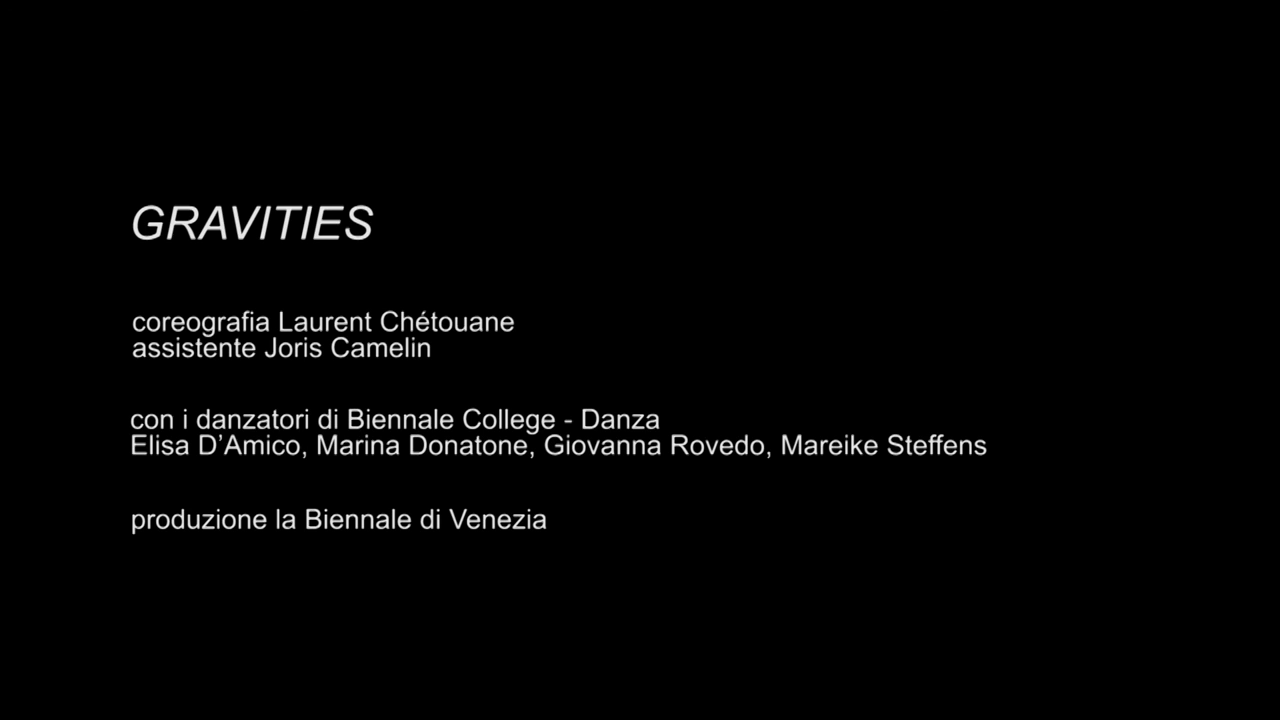 GRAVITIES
coreografia Laurent Chétouane
assistente Joris Camelin
con i danzatori di Biennale College - Danza
Elisa D’Amico, Marina Donatone, Giovanna Rovedo, Mareike Steffens
produzione la Biennale di Venezia